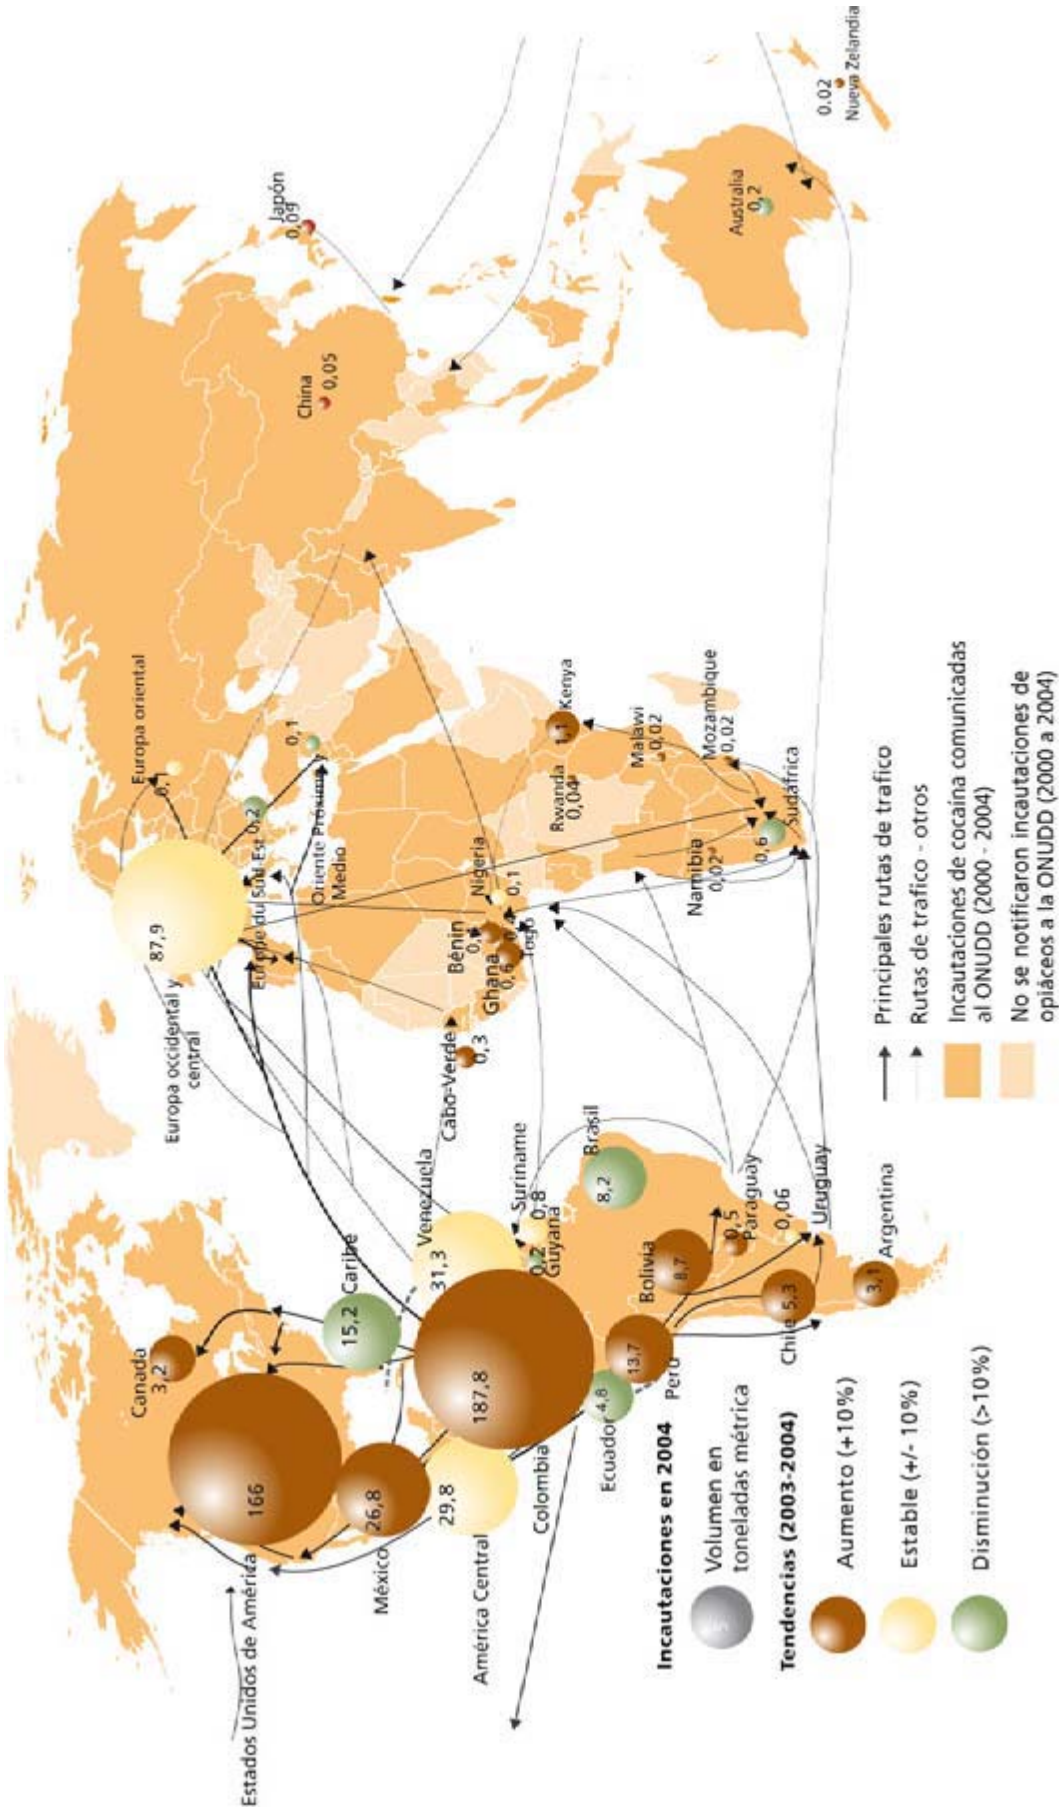 Canada
3,2
Estados Unidos de América
166
México
26,8
América Central
29,8
Caribe
15,2
Venezuela
31,3
Colombia
187,8
Suriname
0,8
0,2
Guyana
Ecuador
4,8
Perú
13,7
Brasil
8,2
Bolivia
8,7
0,5
Paraguay
0,06
Uruguay
Chile 5,3
Argentina
3,1
Europa occidental y
central
87,9
Europa oriental
0,1
Europe du Sud-Est 0,2
Oriente Próximo y
Medio
0,1
Cabo-Verde
0,3
Bénin
Ghana
0,6
Togo
Nigeria
0,1
Kenya
1,1
Rwanda
0,04
Malawi
0,02
Mozambique
0,02
Namibia
0,02
Sudáfrica
0,6
China
0,05
Japón
0,09
Australia
0,2
0.02
Nueva Zelandia
Incautaciones en 2004
Volumen en
toneladas métrica
Tendencias (2003-2004)
Aumento (+10%)
Estable (+/- 10%)
Disminución (>10%)
Principales rutas de trafico
Rutas de trafico - otros
Incautaciones de cocaína comunicadas
al ONUDD (2000 - 2004)
No se notificaron incautaciones de
opiáceos a la ONUDD (2000 a 2004)